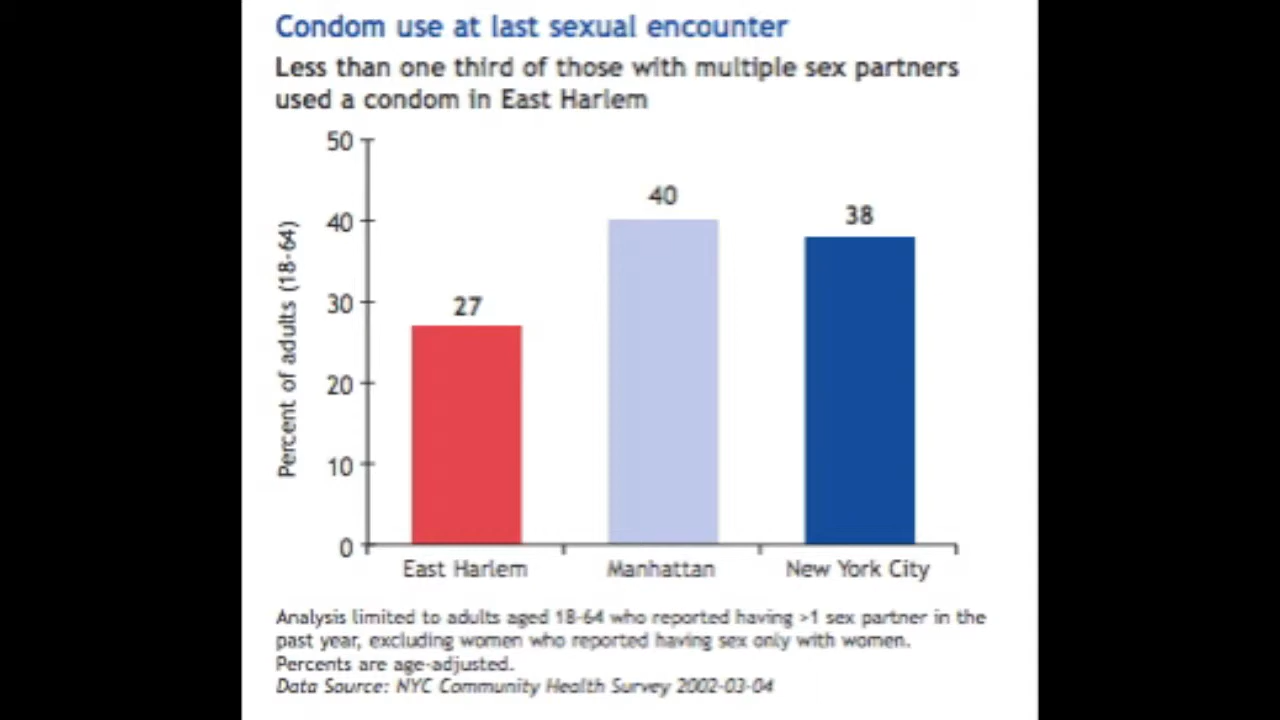 Condom use at last sexual encounter
Less than one third of those with multiple sex partners
used a condom in East Harlem
Percent of adults (18-64)
50
40
30
20
10
0
27
40
38
East Harlem
Manhattan
New York City
Analysis limited to adults aged 18-64 who reported having >1 sex partner in the
past year, excluding women who reported having sex only with women.
Percents are age-adjusted.
Data Source: NYC Community Health Survey 2002-03-04